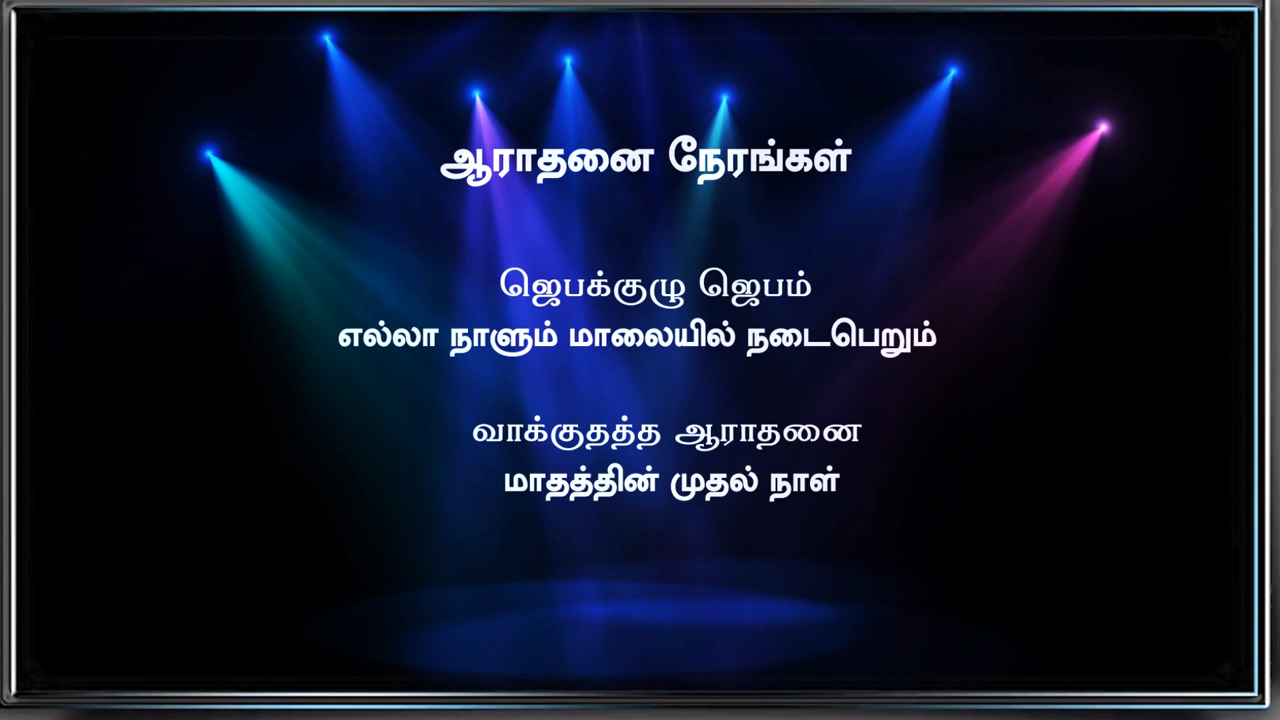 ஆராதனை நேரங்கள்
ஜெபக்குழு ஜெபம்
எல்லா நாளும் மாலையில் நடைபெறும்
வாக்குதத்த ஆராதனை
மாதத்தின் முதல் நாள்